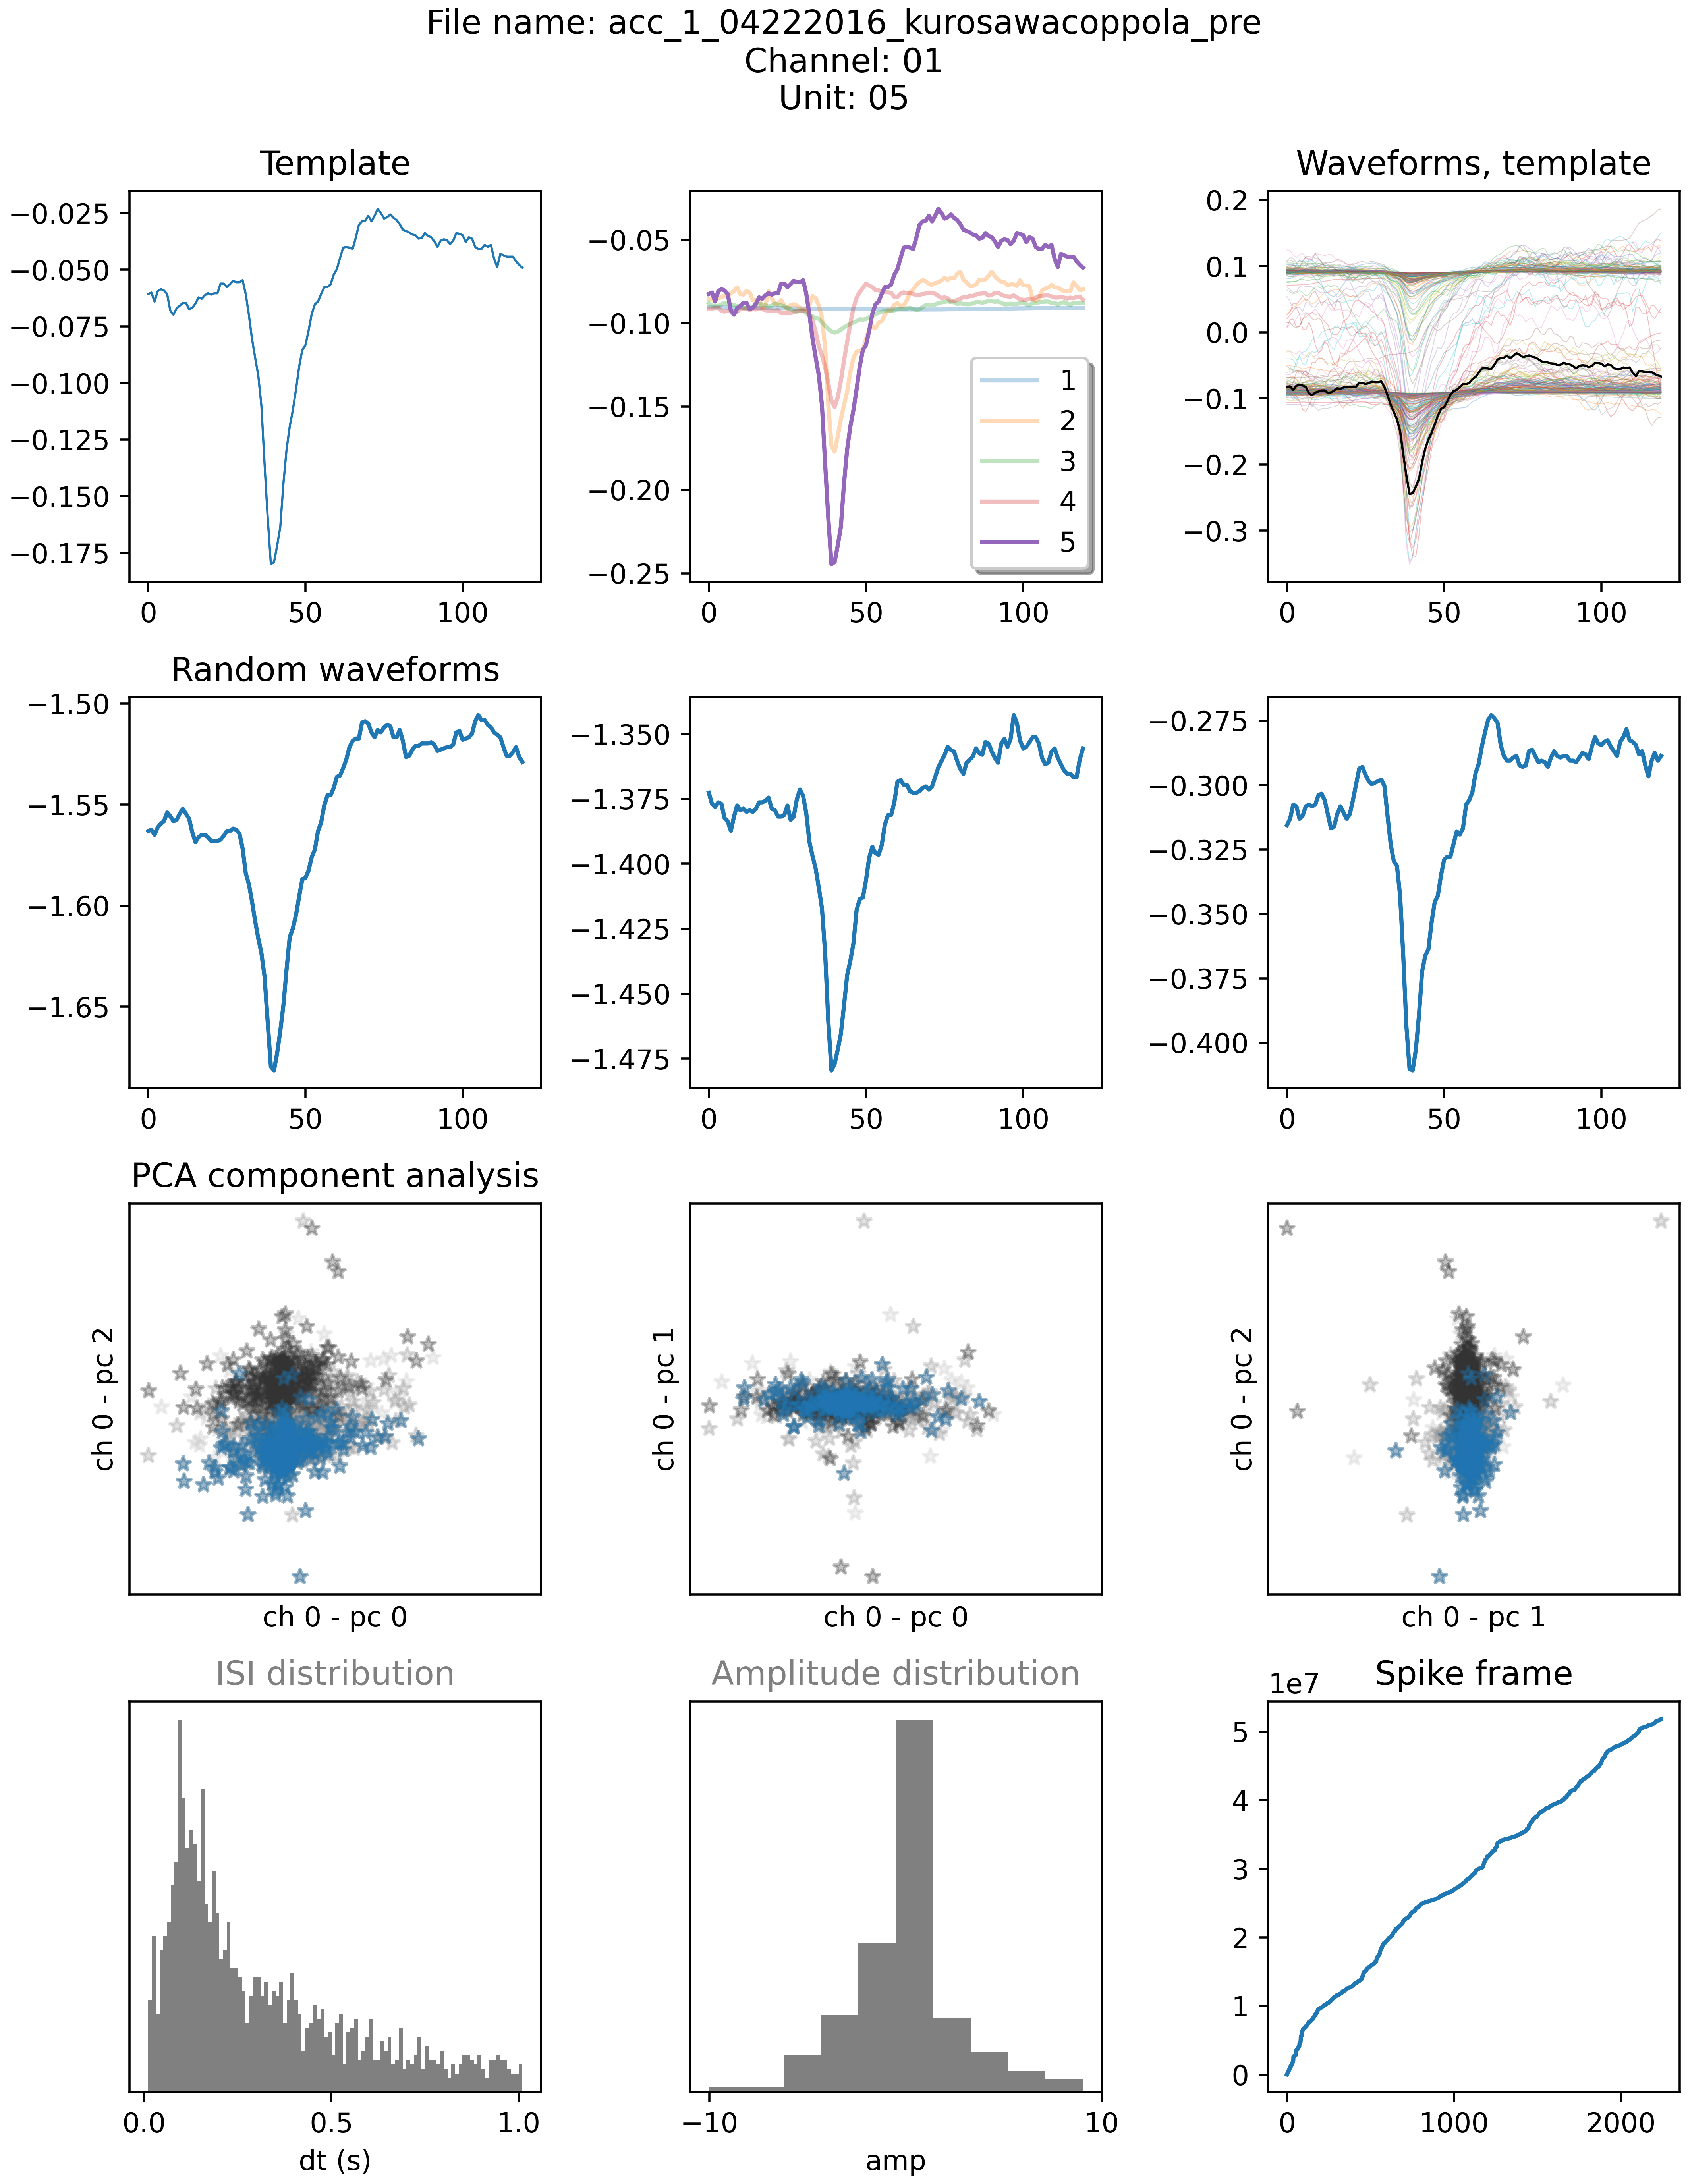 File name: acc_1_04222016_kurosawacoppola_pre
Channel: 01
Unit: 05
Template
Waveforms, template
−0.025
−0.050
−0.075
−0.100
−0.125
−0.150
−0.175
0 50 100
−0.05
−0.10
−0.15
−0.20
−0.25
1
2
3
4
5
0 50 100
0.2
0.1
0.0
−0.1
−0.2
−0.3
0 50 100
Random waveforms
−1.50
−1.55
−1.60
−1.65
0 50 100
−1.350
−1.375
−1.400
−1.425
−1.450
−1.475
0 50 100
−0.275
−0.300
−0.325
−0.350
−0.375
−0.400
0 50 100
PCA component analysis
ch 0 - pc 2
ch 0 - pc 0
ch 0 - pc 1
ch 0 - pc 0
ch 0 - pc 2
ch 0 - pc 1
ISI distribution
0.0 0.5 1.0
dt (s)
Amplitude distribution
−10 10
amp
Spike frame
1e7
5
4
3
2
1
0
0 1000 2000